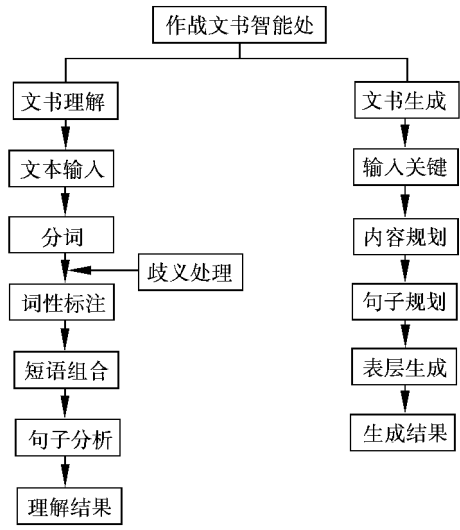 作战文书智能处
文书理解
文书生成
文本输入
输入关键
分词
内容规划
歧义处理
词性标注
句子规划
短语组合
表层生成
句子分析
生成结果
理解结果